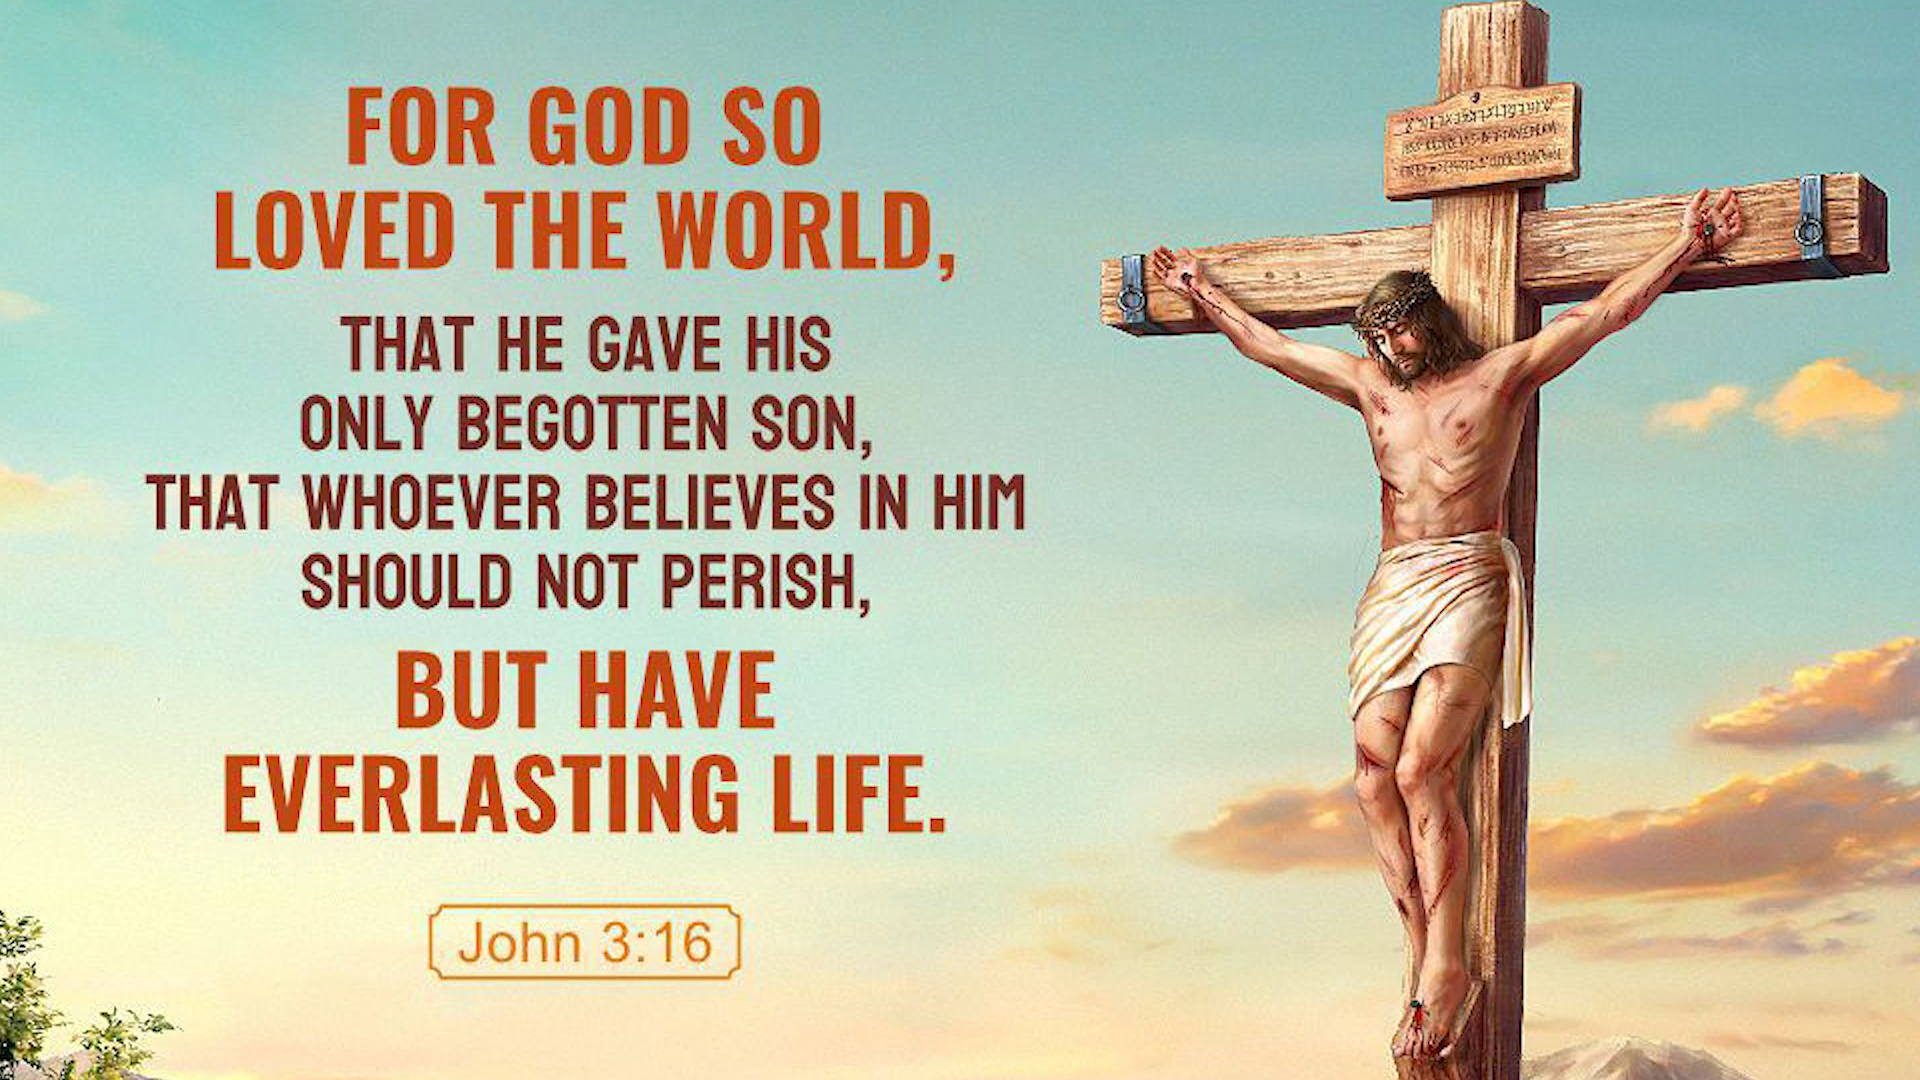 FOR GOD SO
LOVED THE WORLD,
THAT HE GAVE HIS
ONLY BEGOTTEN SON,
THAT WHOEVER BELIEVES IN HIM
SHOULD NOT PERISH,
BUT HAVE
EVERLASTING LIFE.
John 3:16